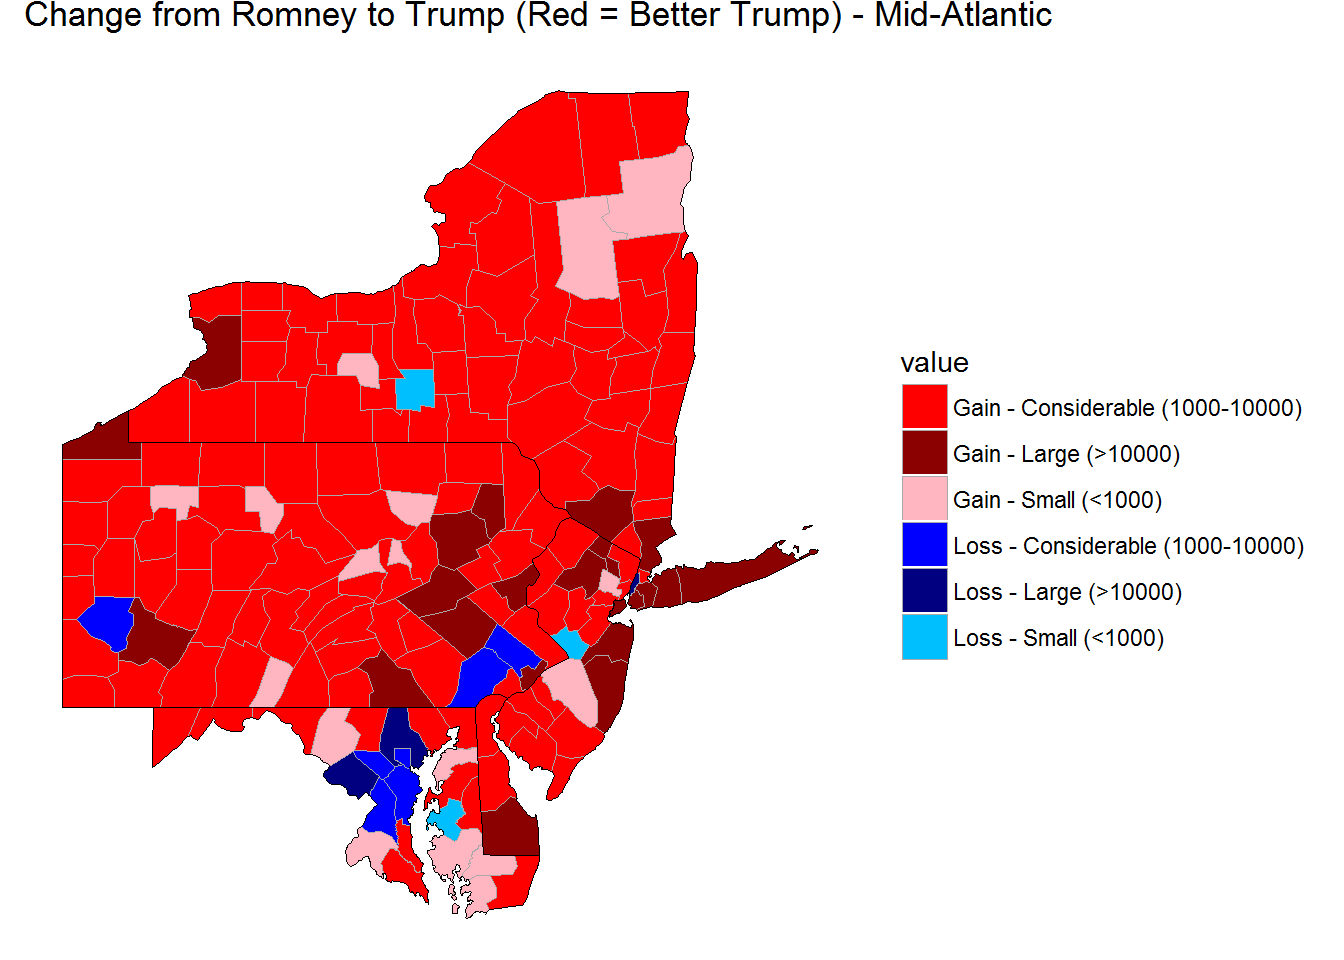 Change from Romney to Trump (Red = Better Trump) - Mid-Atlantic
value
Gain - Considerable (1000-10000)
Gain - Large (>10000)
Gain - Small (<1000)
Loss - Considerable (1000-10000)
Loss - Large (>10000)
Loss - Small (<1000)